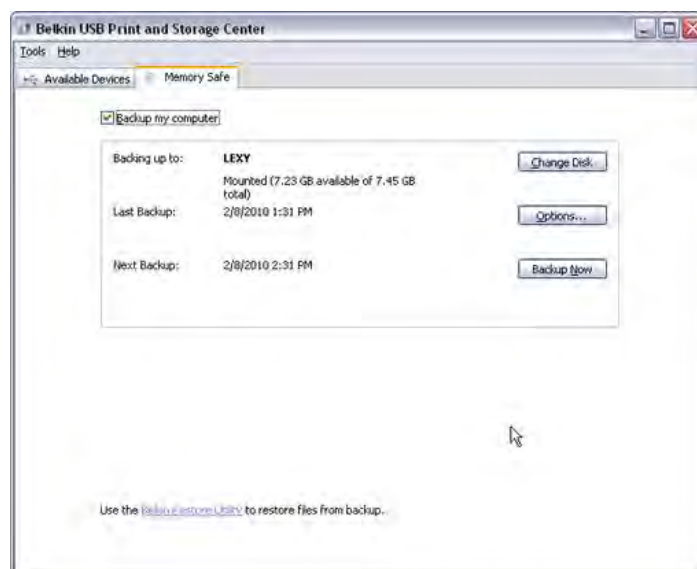 Belkin USB Print and Storage Center
Tools Help
Available Devices Memory Safe
Backup my computer
Backing up to: LEXY Change Disk
Mounted (7.23 GB available of 7.45 GB
total)
Last Backup: 2/8/2010 1:31 PM Options...
Next Backup: 2/8/2010 2:31 PM Backup Now
Use the Belkin Restore Utility to restore files from backup.